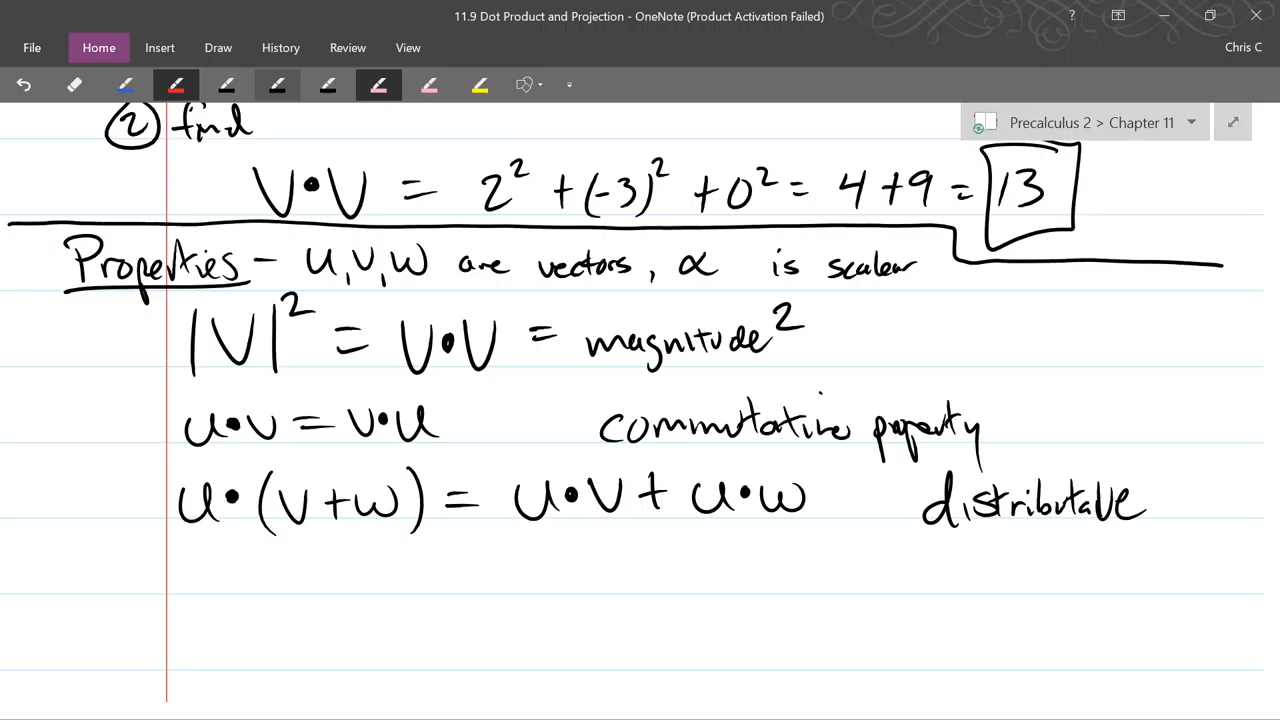 11.9 Dot Product and Projection - OneNote (Product Activation Failed)
File Home Insert Draw History Review View Chris C
Precalculus 2 > Chapter 11
② find
V•V = 2² + (-3)² + 0² = 4 + 9 = 13
Properties - u, v, w are vectors, α is scalar
|V|² = V•V = magnitude²
u•v = v•u commutative property
u•(v+w) = u•v + u•w distributave